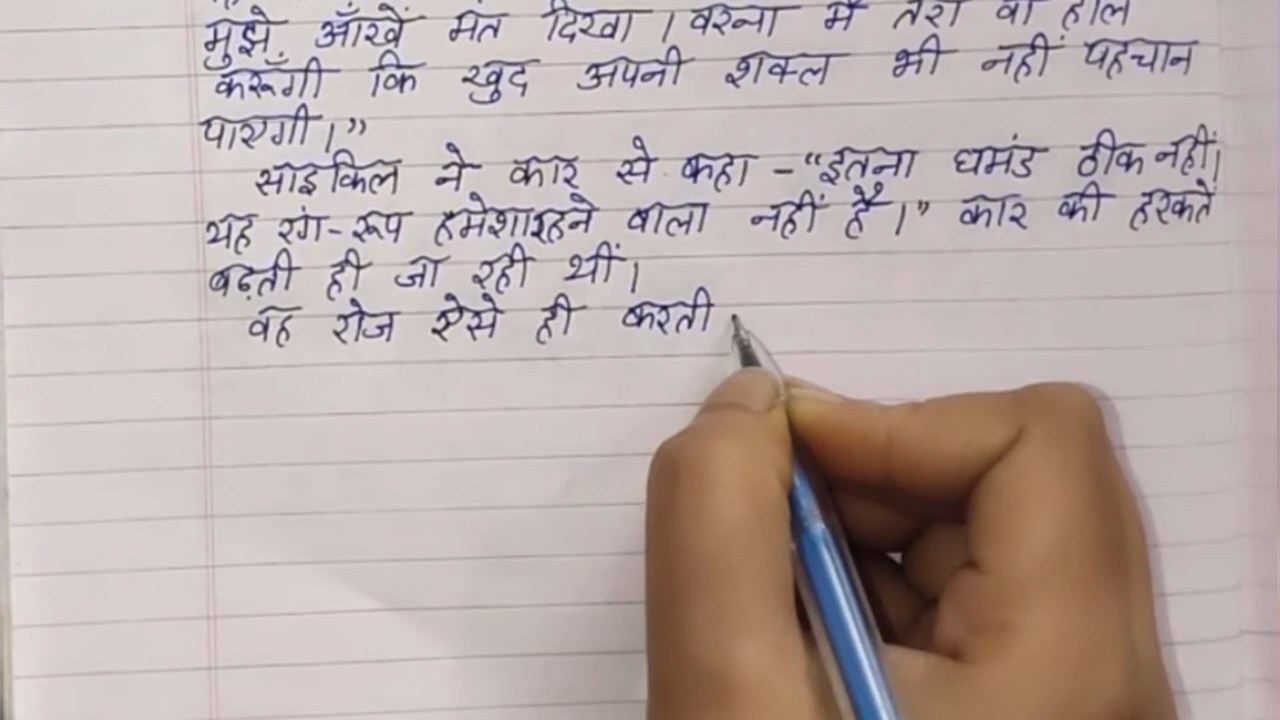 मुझे आँखें मत दिखा। वरना मैं तेरा वो हाल
करूँगी कि खुद अपनी शक्ल भी नहीं पहचान
पाएगी।”
साइकिल ने कार से कहा -“इतना घमंड ठीक नहीं।
यह रंग-रूप हमेशा रहने वाला नहीं है।” कार की हरकतें
बढ़ती ही जा रही थीं।
वह रोज ऐसे ही करती